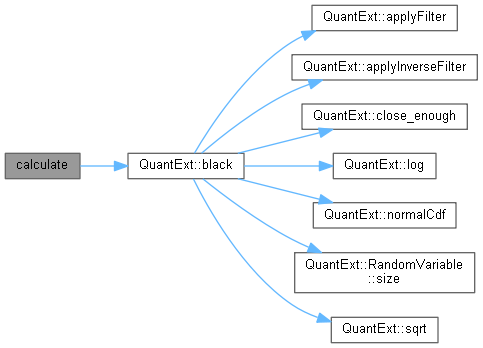 QuantExt::applyFilter
QuantExt::applyInverseFilter
QuantExt::close_enough
calculate
QuantExt::black
QuantExt::log
QuantExt::normalCdf
QuantExt::RandomVariable
::size
QuantExt::sqrt